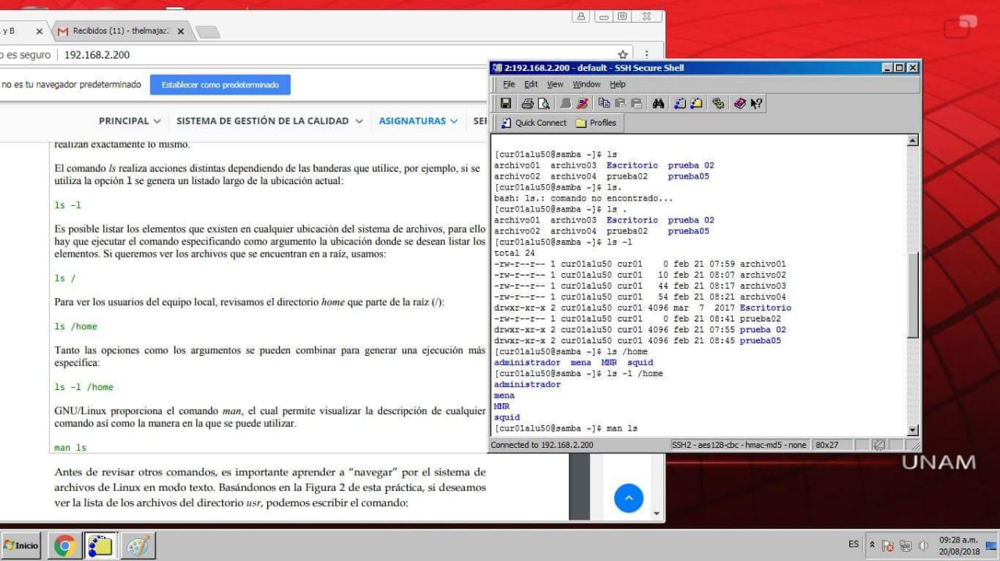 y B
Recibidos (11) - thelmajaz
o es seguro
192.168.2.200
no es tu navegador predeterminado
Establecer como predeterminado
PRINCIPAL
SISTEMA DE GESTIÓN DE LA CALIDAD
ASIGNATURAS
realizan exactamente lo mismo.
El comando ls realiza acciones distintas dependiendo de las banderas que utilice, por ejemplo, si se
utiliza la opción l se genera un listado largo de la ubicación actual:
ls -l
Es posible listar los elementos que existen en cualquier ubicación del sistema de archivos, para ello
hay que ejecutar el comando especificando como argumento la ubicación donde se desean listar los
elementos. Si queremos ver los archivos que se encuentran en a raíz, usamos:
ls /
Para ver los usuarios del equipo local, revisamos el directorio home que parte de la raíz (/):
ls /home
Tanto las opciones como los argumentos se pueden combinar para generar una ejecución más
específica:
ls -l /home
GNU/Linux proporciona el comando man, el cual permite visualizar la descripción de cualquier
comando así como la manera en la que se puede utilizar.
man ls
Antes de revisar otros comandos, es importante aprender a “navegar” por el sistema de
archivos de Linux en modo texto. Basándonos en la Figura 2 de esta práctica, si deseamos
ver la lista de los archivos del directorio usr, podemos escribir el comando:
2:192.168.2.200 - default - SSH Secure Shell
File Edit View Window Help
Quick Connect Profiles
[cur01alu50@samba ~]$ ls
archivo01 archivo03 Escritorio prueba 02
archivo02 archivo04 prueba02 prueba05
[cur01alu50@samba ~]$ ls.
bash: ls.: comando no encontrado...
[cur01alu50@samba ~]$ ls .
archivo01 archivo03 Escritorio prueba 02
archivo02 archivo04 prueba02 prueba05
[cur01alu50@samba ~]$ ls -l
total 24
-rw-r--r-- 1 cur01alu50 cur01 0 feb 21 07:59 archivo01
-rw-r--r-- 1 cur01alu50 cur01 10 feb 21 08:07 archivo02
-rw-r--r-- 1 cur01alu50 cur01 44 feb 21 08:17 archivo03
-rw-r--r-- 1 cur01alu50 cur01 54 feb 21 08:21 archivo04
drwxr-xr-x 2 cur01alu50 cur01 4096 mar 7 2017 Escritorio
-rw-r--r-- 1 cur01alu50 cur01 0 feb 21 08:41 prueba02
drwxr-xr-x 2 cur01alu50 cur01 4096 feb 21 07:55 prueba 02
drwxr-xr-x 2 cur01alu50 cur01 4096 feb 21 08:45 prueba05
[cur01alu50@samba ~]$ ls /home
administrador mena MNR squid
[cur01alu50@samba ~]$ ls -1 /home
administrador
mena
MNR
squid
[cur01alu50@samba ~]$ man ls
Connected to 192.168.2.200
SSH2 - aes128-cbc - hmac-md5 - none
80x27
UNAM
Inicio
ES
09:28 a.m.
20/08/2018